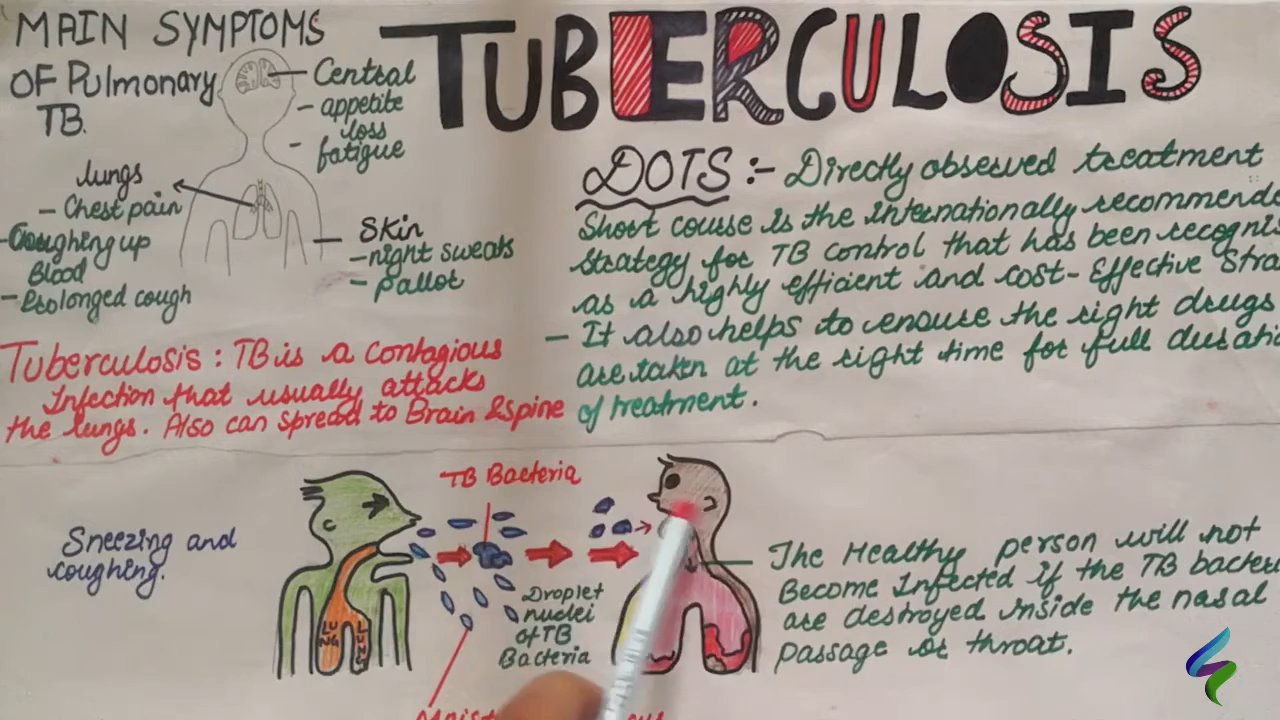 MAIN SYMPTOMS
OF Pulmonary
TB.
Central
- appetite
loss
- fatigue
lungs
- Chest pain
- Coughing up
Blood
- Prolonged cough
Skin
- night sweats
- pallor
TUBERCULOSIS
DOTS :- Directly observed treatment
Short course is the internationally recommende
strategy for TB control that has been recogni
as a highly efficient and cost-Effective Stra
- It also helps to ensure the right drugs
are taken at the right time for full durati
of treatment.
Tuberculosis : TB is a contagious
Infection that usually attacks
the lungs. Also can spread to Brain & spine
Sneezing and
coughing.
TB Bacteria
LUNG
LUNGS
Droplet
nuclei
of TB
Bacteria
The Healthy person will not
Become Infected if the TB bacteri
are destroyed inside the nasal
passage or throat.